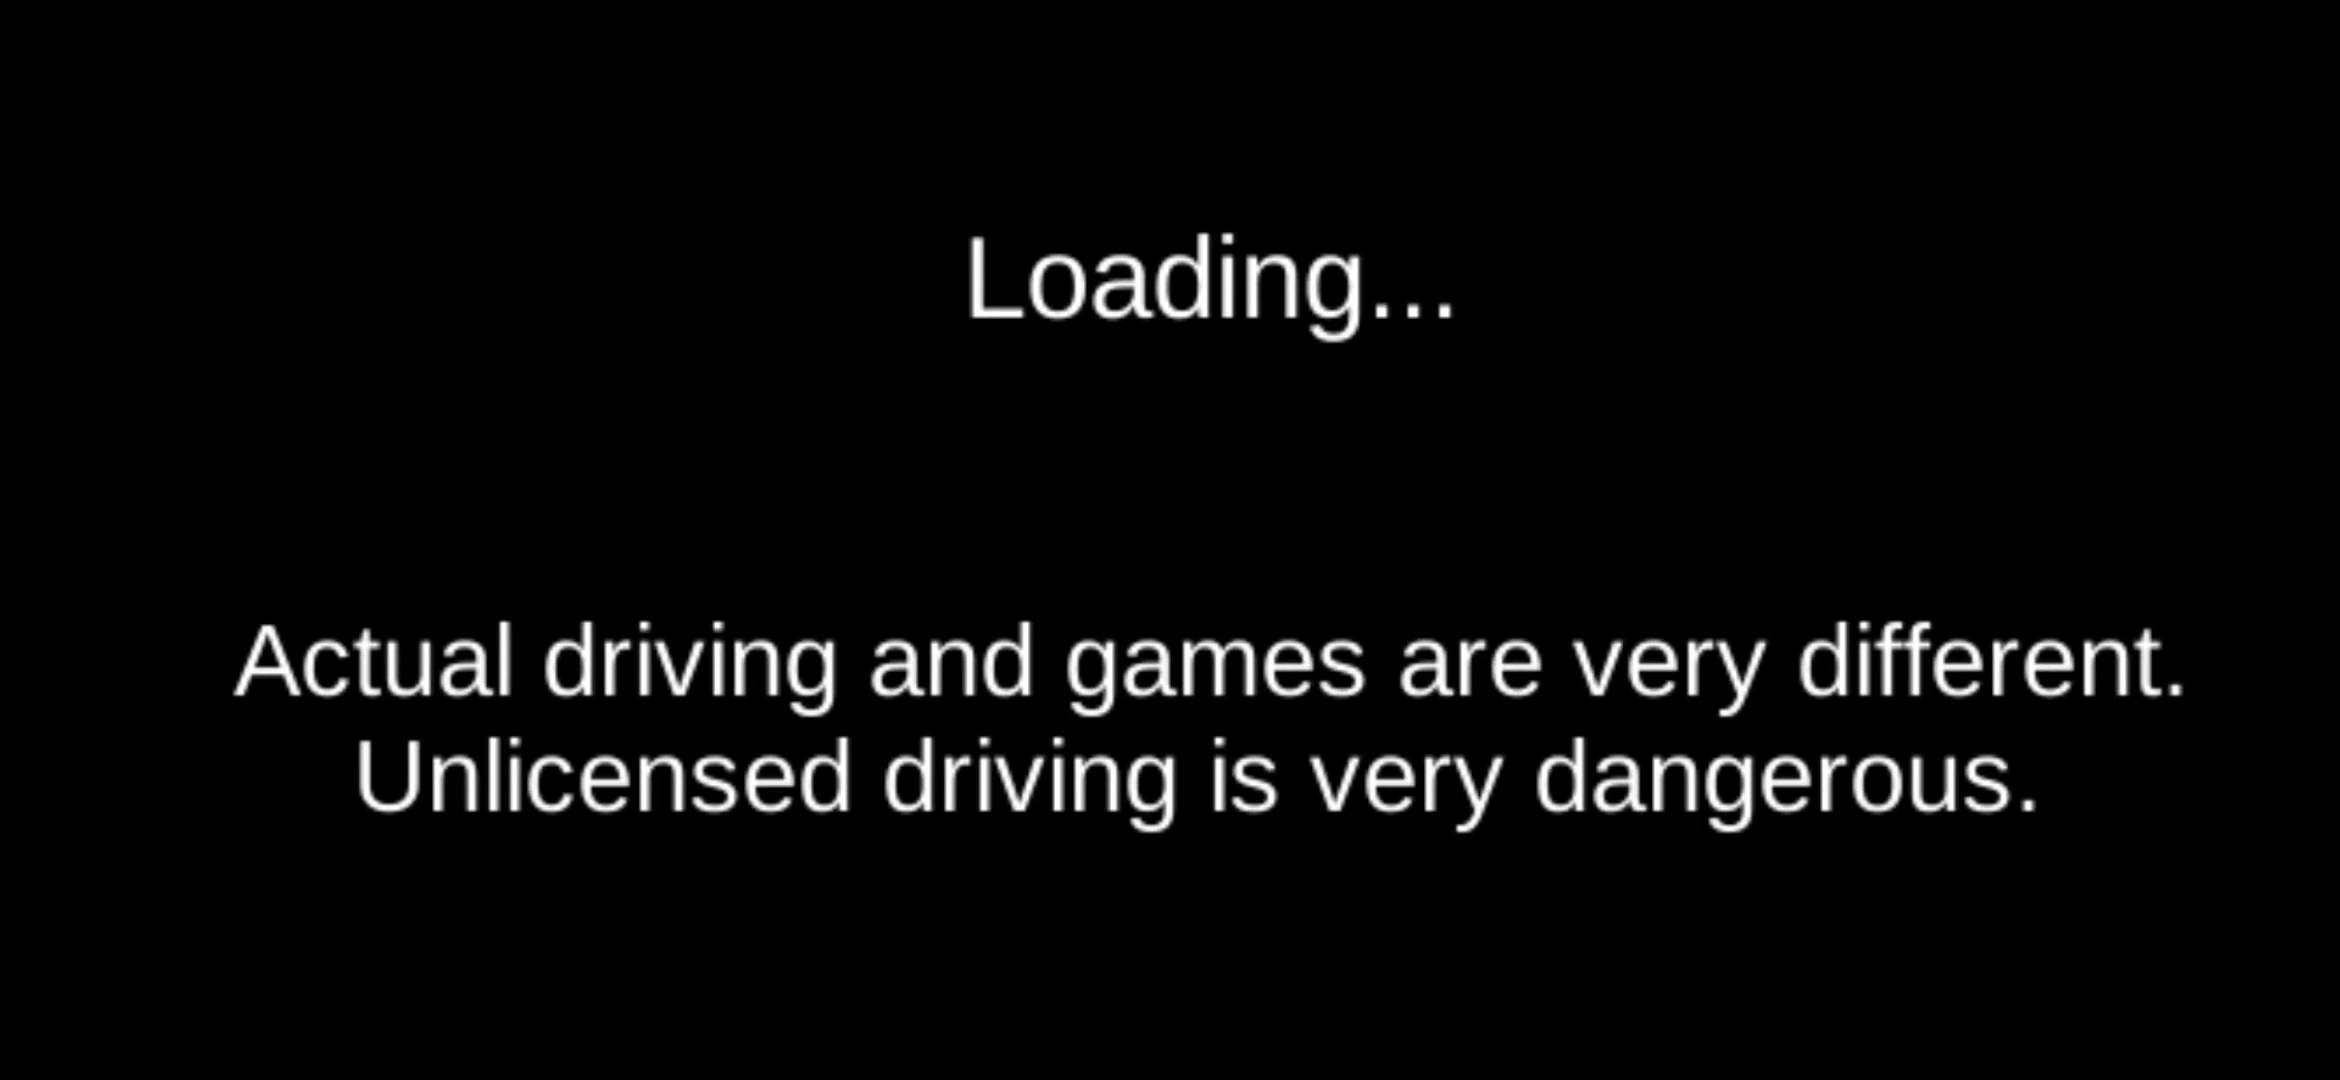 Loading...
Actual driving and games are very different.
Unlicensed driving is very dangerous.